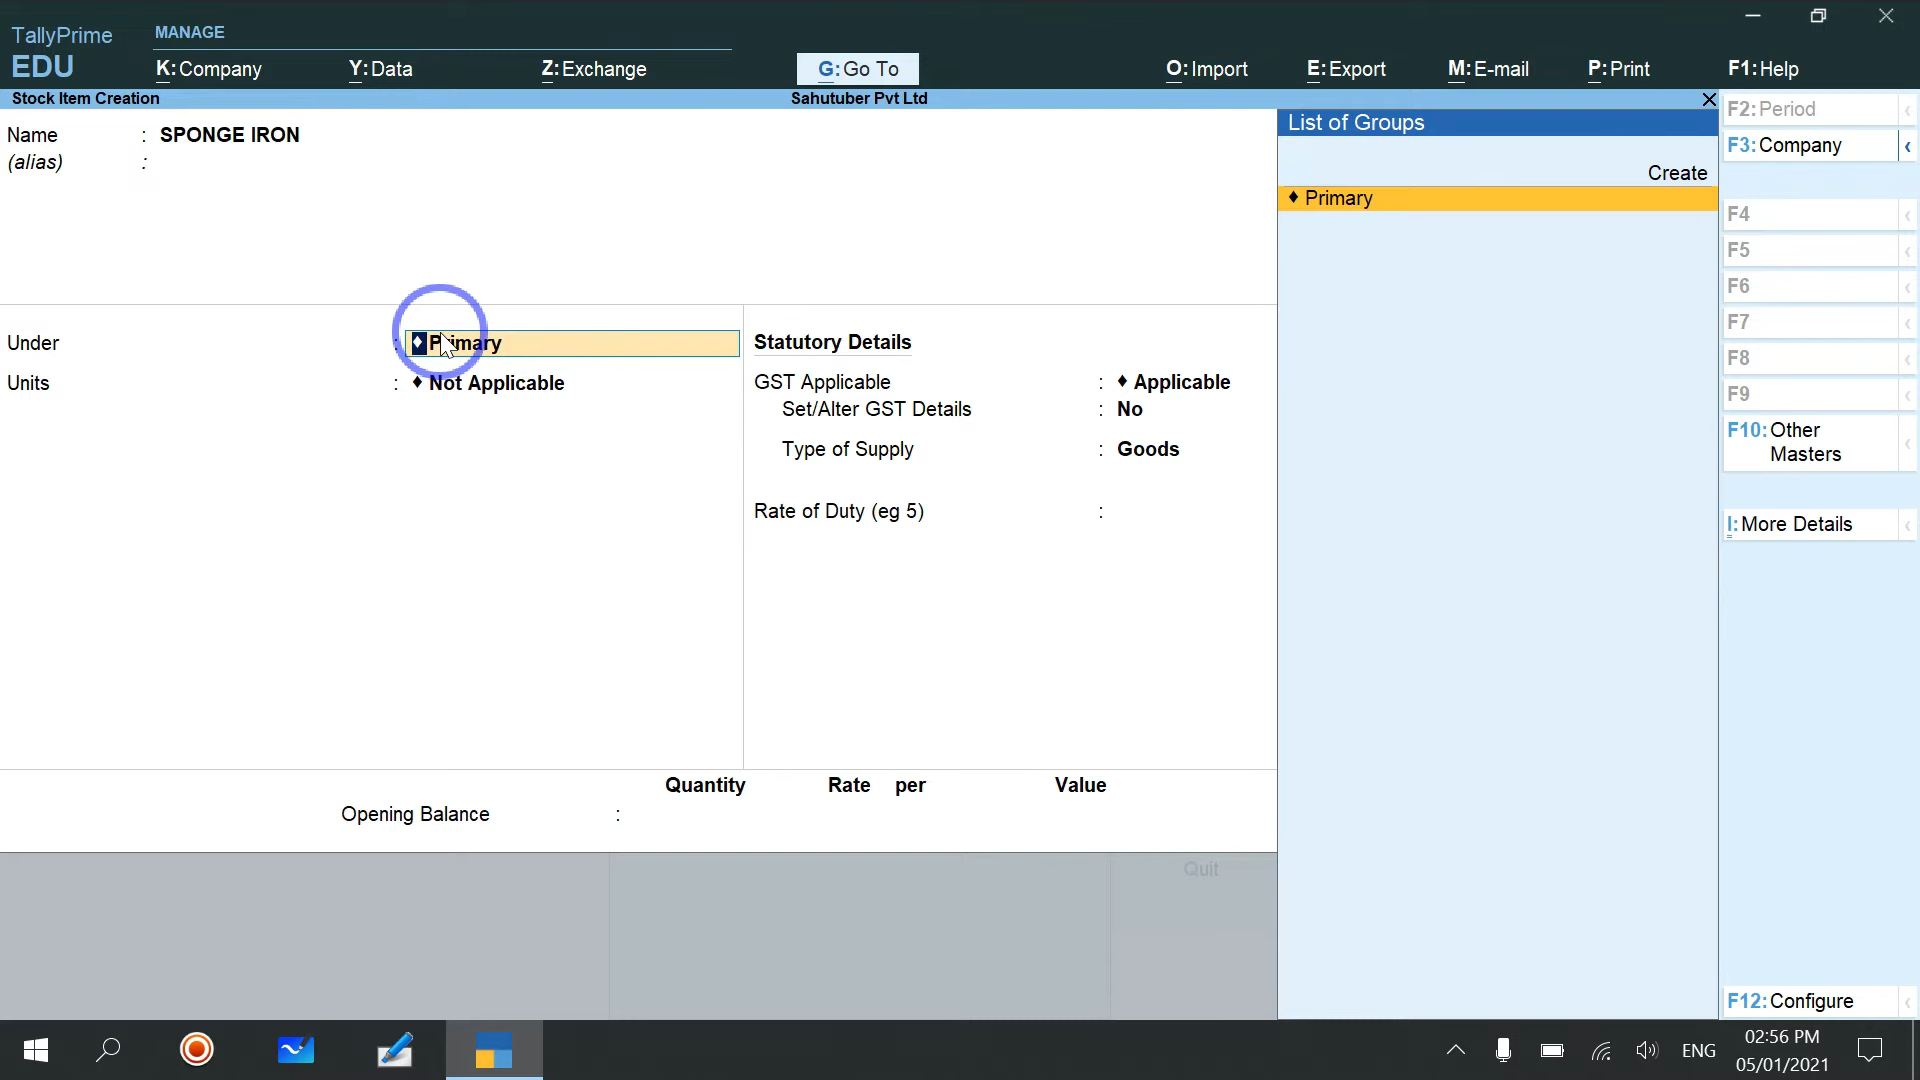 TallyPrime
EDU
MANAGE
K:Company
Y:Data
Z:Exchange
G:Go To
O:Import
E:Export
M:E-mail
P:Print
F1:Help
Stock Item Creation
Sahutuber Pvt Ltd
Name : SPONGE IRON
(alias) :
Under : ♦ Primary
Units : ♦ Not Applicable
Statutory Details
GST Applicable : ♦ Applicable
Set/Alter GST Details : No
Type of Supply : Goods
Rate of Duty (eg 5) :
Quantity Rate per Value
Opening Balance :
Quit
List of Groups
Create
♦ Primary
F2:Period
F3:Company
F4
F5
F6
F7
F8
F9
F10:Other
Masters
I:More Details
F12:Configure
ENG
02:56 PM
05/01/2021